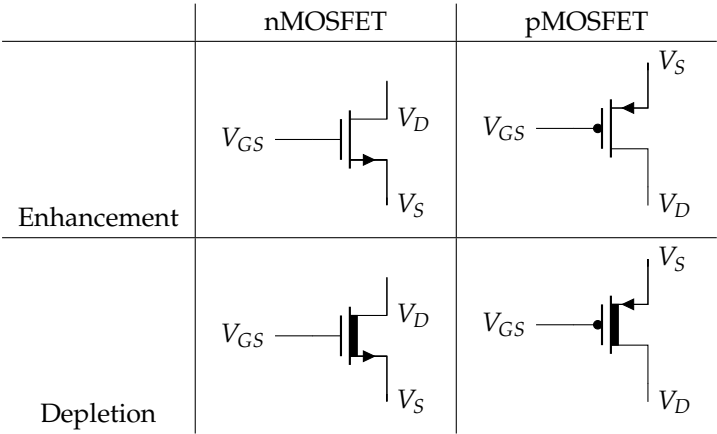 nMOSFET pMOSFET
V_S
V_GS V_D V_GS
Enhancement V_S V_D
V_S
V_GS V_D V_GS
Depletion V_S V_D